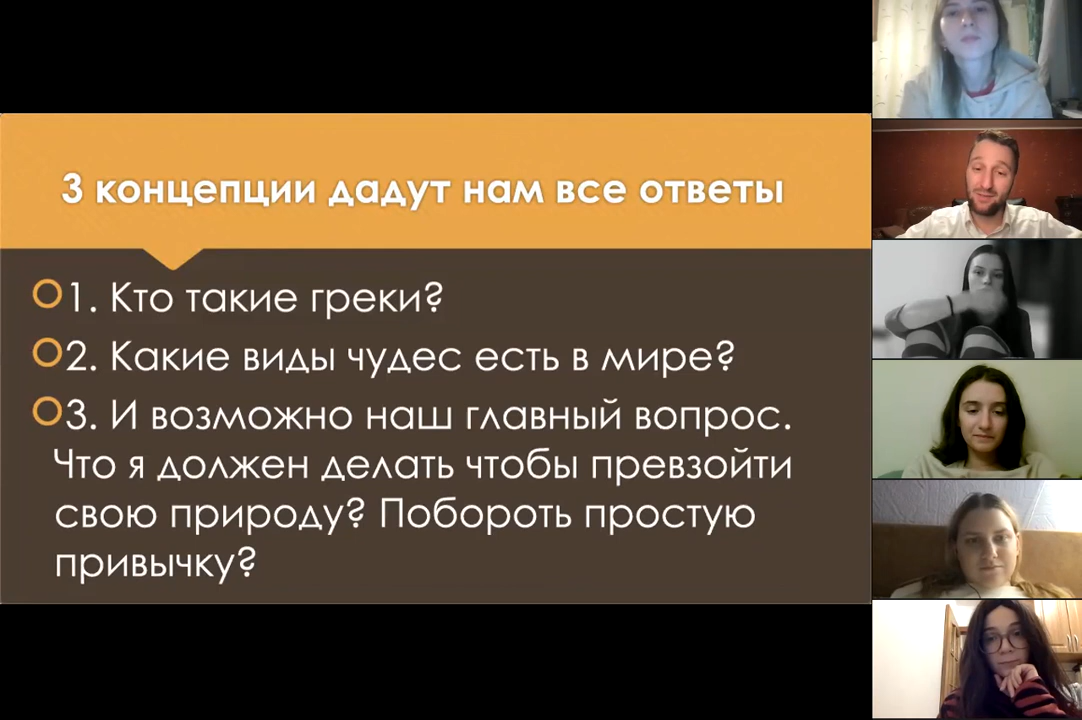 3 концепции дадут нам все ответы
1. Кто такие греки?
2. Какие виды чудес есть в мире?
3. И возможно наш главный вопрос.
Что я должен делать чтобы превзойти
свою природу? Побороть простую
привычку?